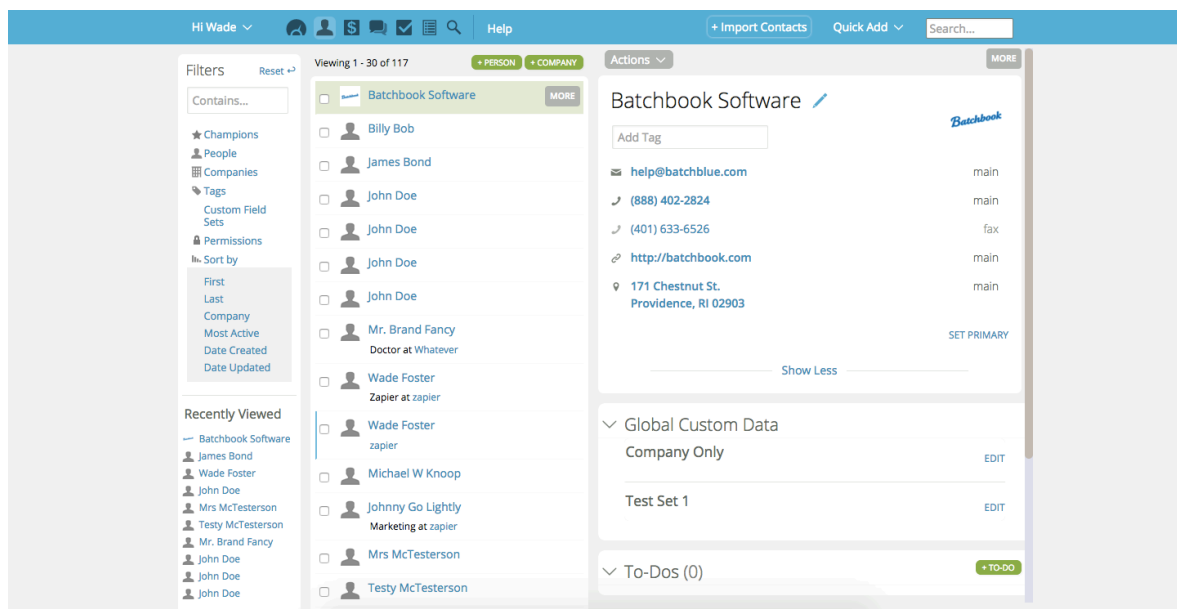 Hi Wade
Help
+ Import Contacts
Quick Add
Search...
Filters
Reset
Contains...
Champions
People
Companies
Tags
Custom Field
Sets
Permissions
Sort by
First
Last
Company
Most Active
Date Created
Date Updated
Recently Viewed
Batchbook Software
James Bond
Wade Foster
John Doe
Mrs McTesterson
Testy McTesterson
Mr. Brand Fancy
John Doe
John Doe
John Doe
Viewing 1 - 30 of 117
+ PERSON
+ COMPANY
Batchbook Software
MORE
Billy Bob
James Bond
John Doe
John Doe
John Doe
John Doe
Mr. Brand Fancy
Doctor at Whatever
Wade Foster
Zapier at zapier
Wade Foster
zapier
Michael W Knoop
Johnny Go Lightly
Marketing at zapier
Mrs McTesterson
Testy McTesterson
Actions
MORE
Batchbook Software
Batchbook
Add Tag
help@batchblue.com main
(888) 402-2824 main
(401) 633-6526 fax
http://batchbook.com main
171 Chestnut St. main
Providence, RI 02903
SET PRIMARY
Show Less
Global Custom Data
Company Only
EDIT
Test Set 1
EDIT
To-Dos (0)
+ TO-DO